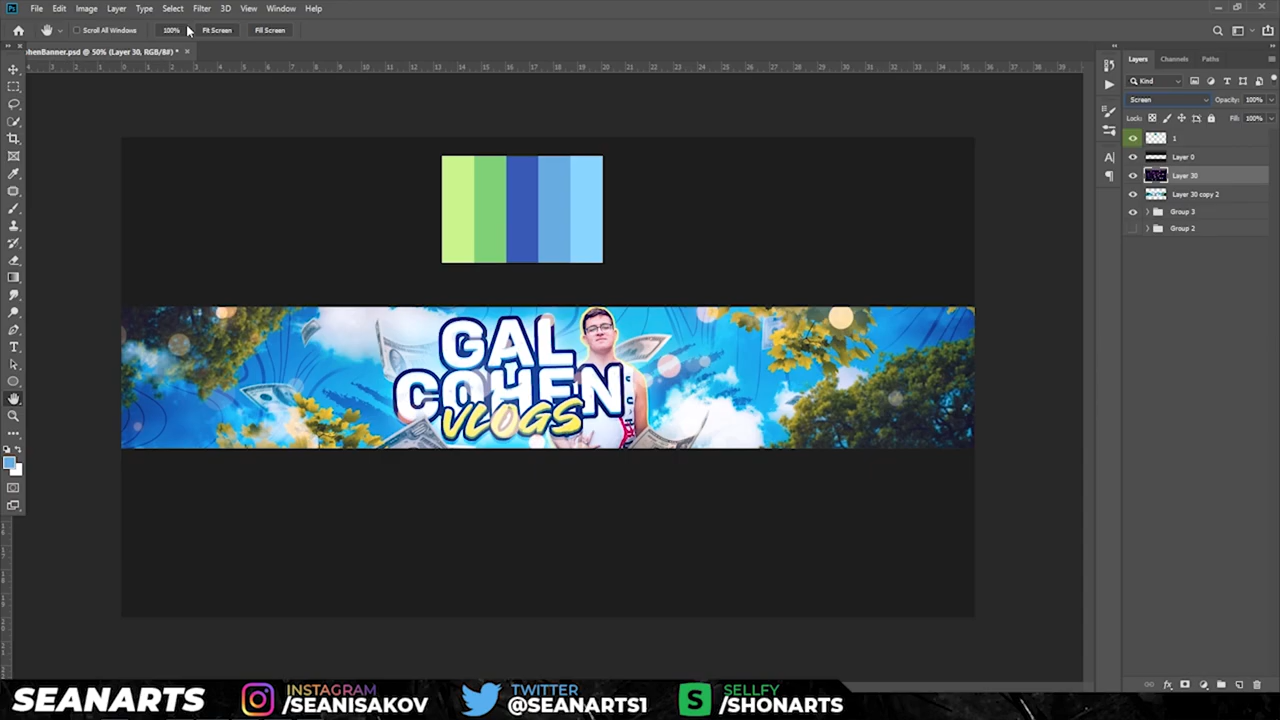 File Edit Image Layer Type Select Filter 3D View Window Help
Scroll All Windows 100% Fit Screen Fill Screen
ohenBanner.psd @ 50% (Layer 30, RGB/8#) * ×
Layers Channels Paths
Kind
Screen Opacity: 100%
Lock: Fill: 100%
1
Layer 0
Layer 30
Layer 30 copy 2
Group 3
Group 2
GAL
COHEN
VLOGS
SEANARTS
INSTAGRAM
/SEANISAKOV
TWITTER
@SEANARTS1
SELLFY
/SHONARTS